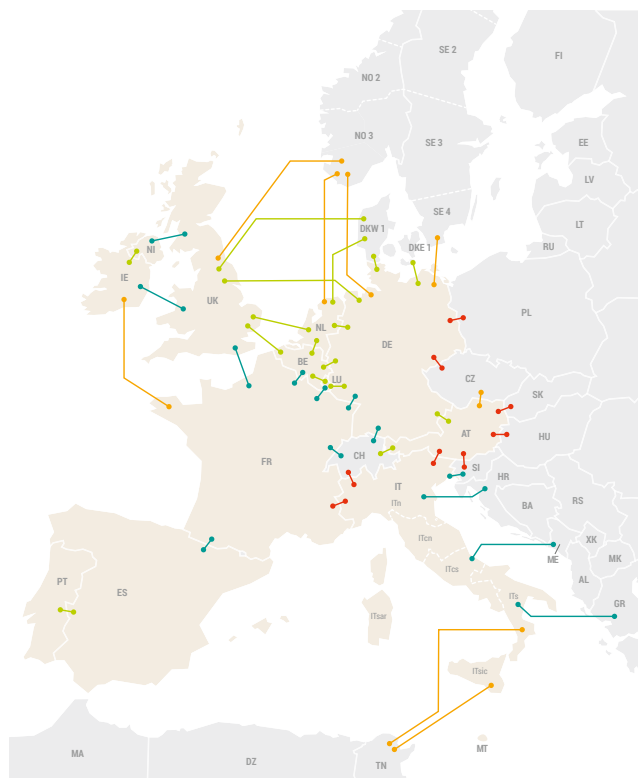 SE 2
FI
NO 2
NO 3
SE 3
EE
LV
LT
SE 4
DKW 1
DKE 1
RU
NI
IE
UK
PL
NL
DE
BE
LU
CZ
SK
AT
HU
FR
CH
SI
IT
HR
ITn
BA
RS
ITcn
ME
XK
MK
ITcs
AL
PT
ES
ITs
GR
ITsar
ITsic
MT
MA
DZ
TN